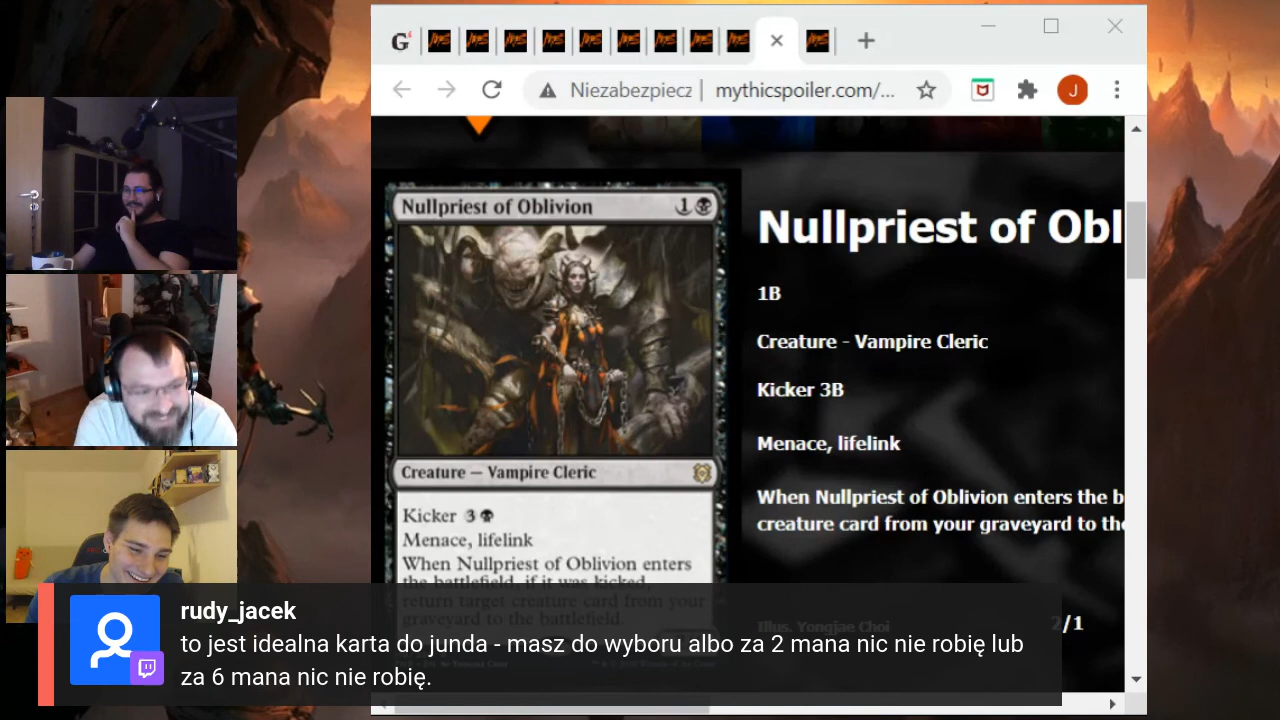 G
Niezabezpiecz
mythicspoiler.com/...
J
Nullpriest of Oblivion
1
Creature — Vampire Cleric
Kicker 3
Menace, lifelink
When Nullpriest of Oblivion enters
the battlefield, if it was kicked,
return target creature card from your
graveyard to the battlefield.
Nullpriest of Obl
1B
Creature - Vampire Cleric
Kicker 3B
Menace, lifelink
When Nullpriest of Oblivion enters the b
creature card from your graveyard to the
Illus. Yongjae Choi
2/1
rudy_jacek
to jest idealna karta do junda - masz do wyboru albo za 2 mana nic nie robię lub
za 6 mana nic nie robię.